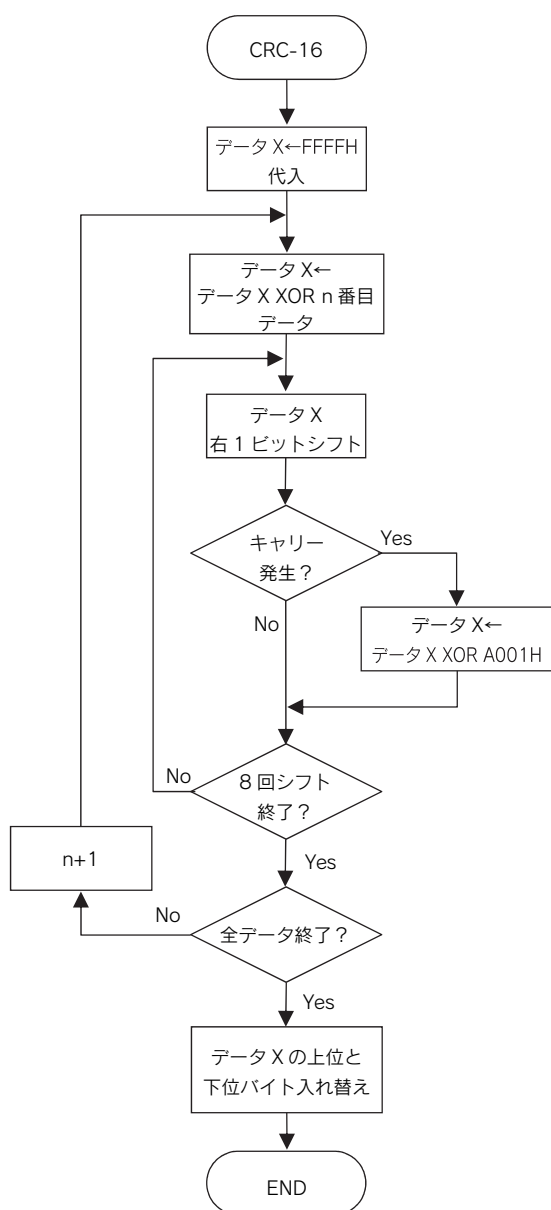 CRC-16
データ X←FFFFH
代入
データ X←
データ X XOR n 番目
データ
データ X
右 1 ビットシフト
キャリー
発生？
Yes
No
データ X←
データ X XOR A001H
No
8 回シフト
終了？
Yes
n+1
No
全データ終了？
Yes
データ X の上位と
下位バイト入れ替え
END